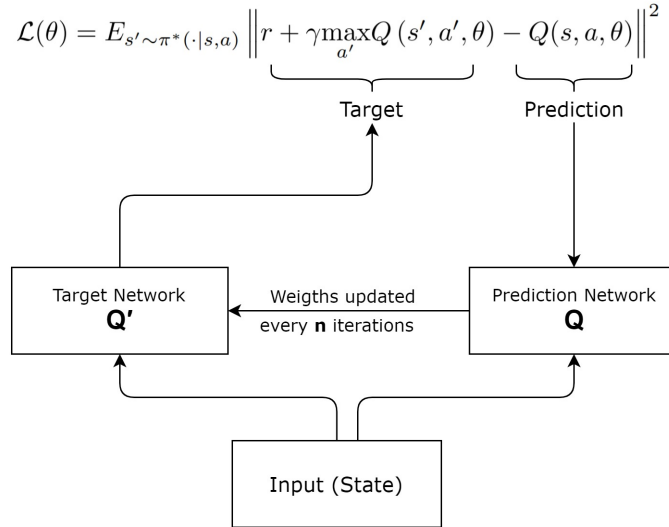 ℒ(θ) = E_{s′∼π*(·|s,a)} ‖r + γ max_{a′} Q(s′, a′, θ) − Q(s, a, θ)‖²
Target
Prediction
Target Network
Q′
Weigths updated
every n iterations
Prediction Network
Q
Input (State)